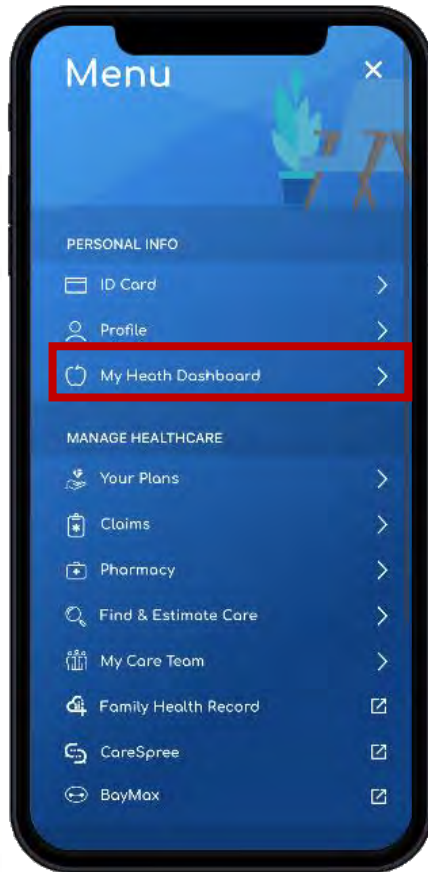 Menu
PERSONAL INFO
ID Card
Profile
My Heath Dashboard
MANAGE HEALTHCARE
Your Plans
Claims
Pharmacy
Find & Estimate Care
My Care Team
Family Health Record
CareSpree
BayMax